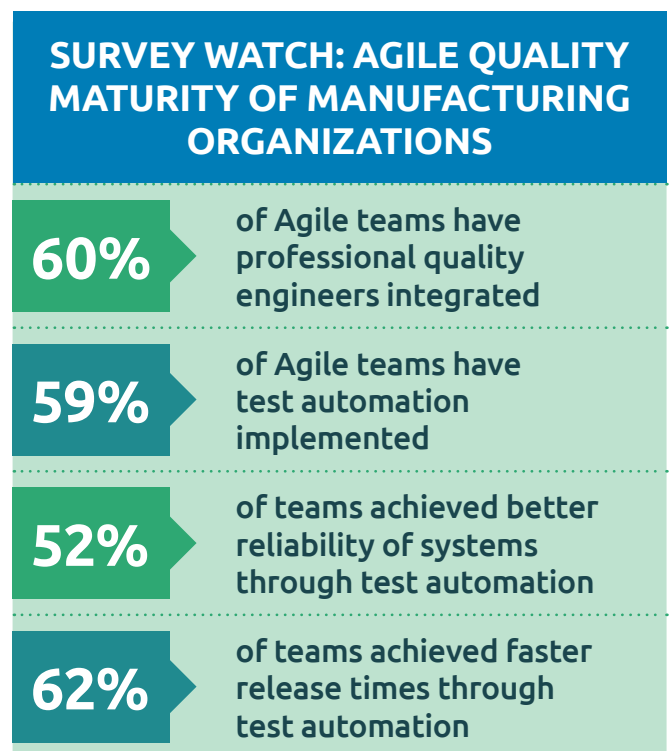 SURVEY WATCH: AGILE QUALITY
MATURITY OF MANUFACTURING
ORGANIZATIONS
60%
of Agile teams have
professional quality
engineers integrated
59%
of Agile teams have
test automation
implemented
52%
of teams achieved better
reliability of systems
through test automation
62%
of teams achieved faster
release times through
test automation